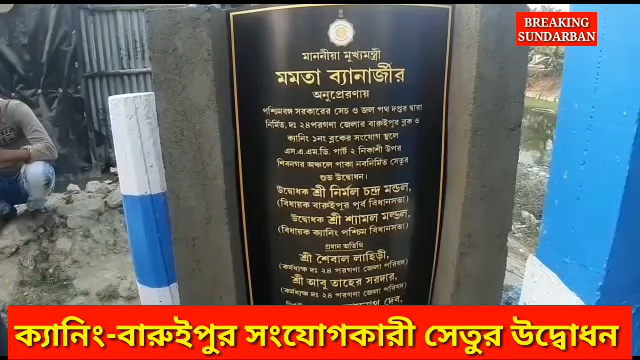 BREAKING
SUNDARBAN
মাননীয়া মুখ্যমন্ত্রী
মমতা ব্যানার্জীর
অনুপ্রেরণায়
পশ্চিমবঙ্গ সরকারের সেচ ও জল পথ দপ্তর দ্বারা
নির্মিত, দঃ ২৪পরগণা জেলার বারুইপুর ব্লক ও
ক্যানিং ১নং ব্লকের সংযোগ স্থলে
এস.এ.এম.ডি. পার্ট ২ নিকাশী উপর
শিবনগর অঞ্চলে পাকা নবনির্মিত সেতুর
শুভ উদ্বোধন।
উদ্বোধক শ্রী নির্মল চন্দ্র মন্ডল,
(বিধায়ক বারুইপুর পূর্ব বিধানসভা)
উদ্বোধক শ্রী শ্যামল মন্ডল,
(বিধায়ক ক্যানিং পশ্চিম বিধানসভা)
প্রধান অতিথি
শ্রী শৈবাল লাহিড়ী,
(কর্মাধ্যক্ষ দঃ ২৪ পরগণা জেলা পরিষদ)
শ্রী আবু তাহের সরদার,
(কর্মাধ্যক্ষ দঃ ২৪ পরগণা জেলা পরিষদ)
দেব,
ক্যানিং-বারুইপুর সংযোগকারী সেতুর উদ্বোধন